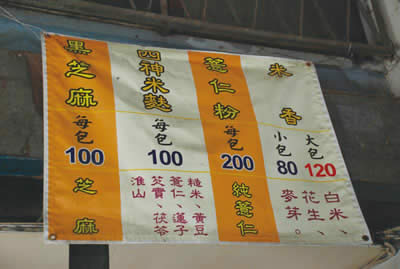 米香
大包
120
小包
80
白米、
花生、
麥芽。
薏仁粉
每包
200
純薏仁
四神米麩
每包
100
糙米、黃豆
薏仁、蓮子
芡實、茯苓
淮山
黑芝麻
每包
100
芝麻